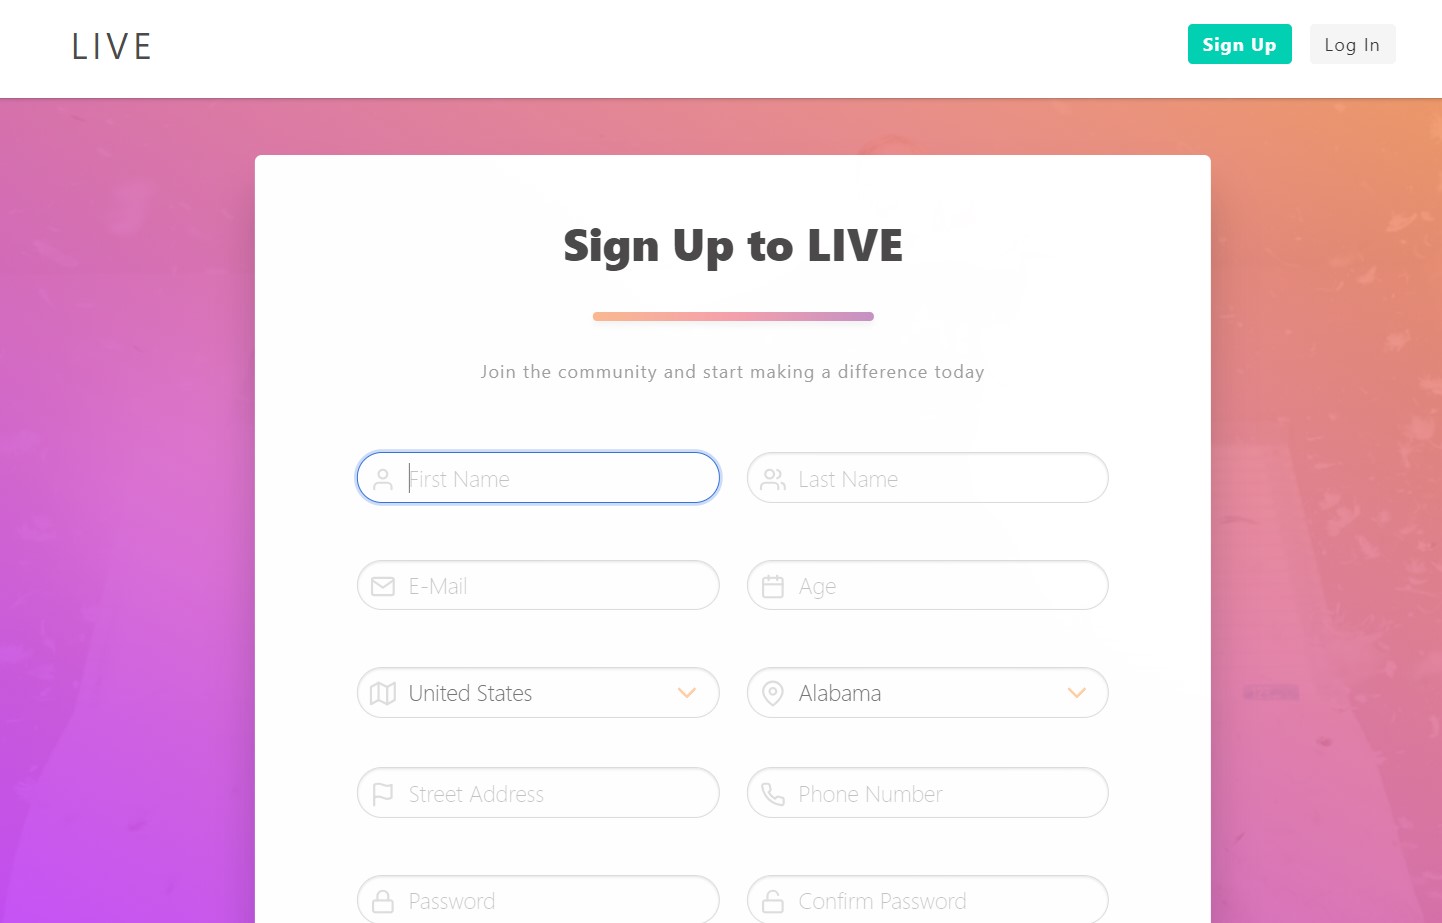 LIVE
Sign Up
Log In
Sign Up to LIVE
Join the community and start making a difference today
First Name
Last Name
E-Mail
Age
United States
Alabama
Street Address
Phone Number
Password
Confirm Password